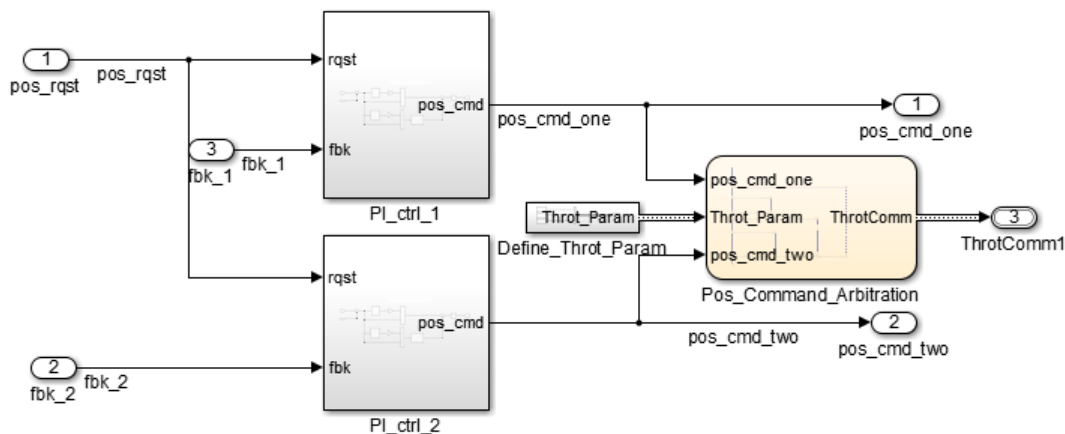 1
pos_rqst
pos_rqst
3
fbk_1
fbk_1
2
fbk_2
fbk_2
rqst
pos_cmd
fbk
PI_ctrl_1
rqst
pos_cmd
fbk
PI_ctrl_2
pos_cmd_one
Throt_Param
Define_Throt_Param
pos_cmd_one
Throt_Param
ThrotComm
pos_cmd_two
Pos_Command_Arbitration
pos_cmd_two
1
pos_cmd_one
3
ThrotComm1
2
pos_cmd_two